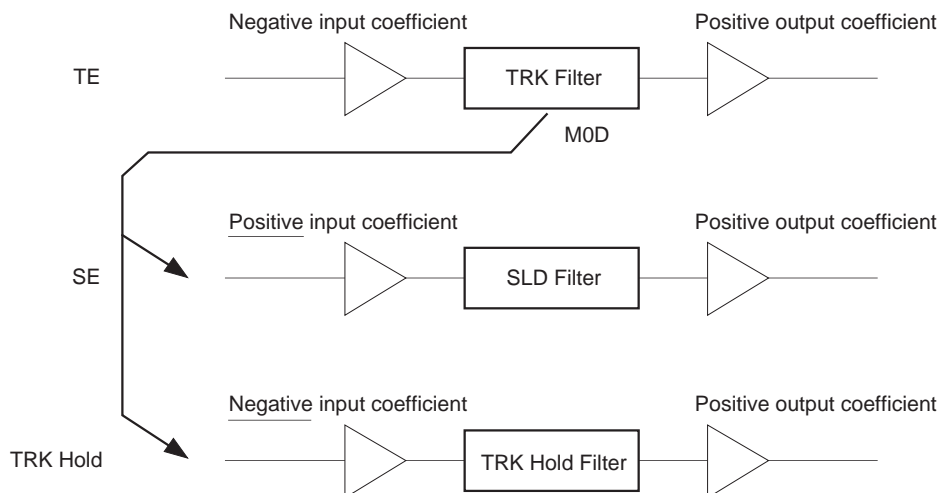 Negative input coefficient
Positive output coefficient
TE
TRK Filter
M0D
Positive input coefficient
Positive output coefficient
SE
SLD Filter
Negative input coefficient
Positive output coefficient
TRK Hold
TRK Hold Filter